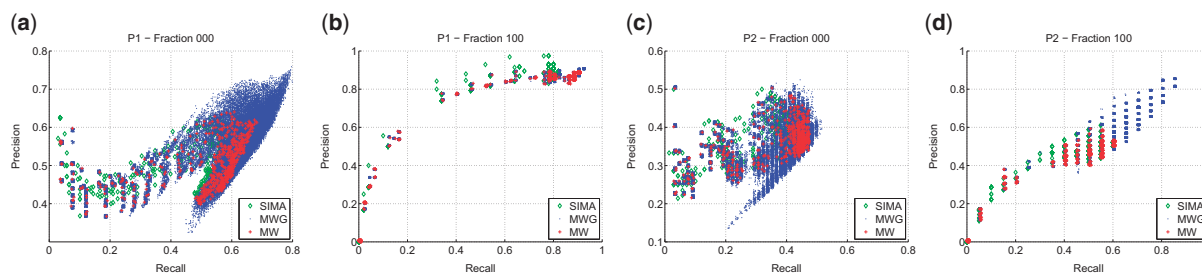 (a)
P1 − Fraction 000
Precision
0.8
0.7
0.6
0.5
0.4
0 0.2 0.4 0.6 0.8
Recall
SIMA
MWG
MW
(b)
P1 − Fraction 100
Precision
1
0.8
0.6
0.4
0.2
0
0 0.2 0.4 0.6 0.8 1
Recall
SIMA
MWG
MW
(c)
P2 − Fraction 000
Precision
0.6
0.5
0.4
0.3
0.2
0.1
0 0.2 0.4 0.6 0.8
Recall
SIMA
MWG
MW
(d)
P2 − Fraction 100
Precision
1
0.8
0.6
0.4
0.2
0
0 0.2 0.4 0.6 0.8
Recall
SIMA
MWG
MW